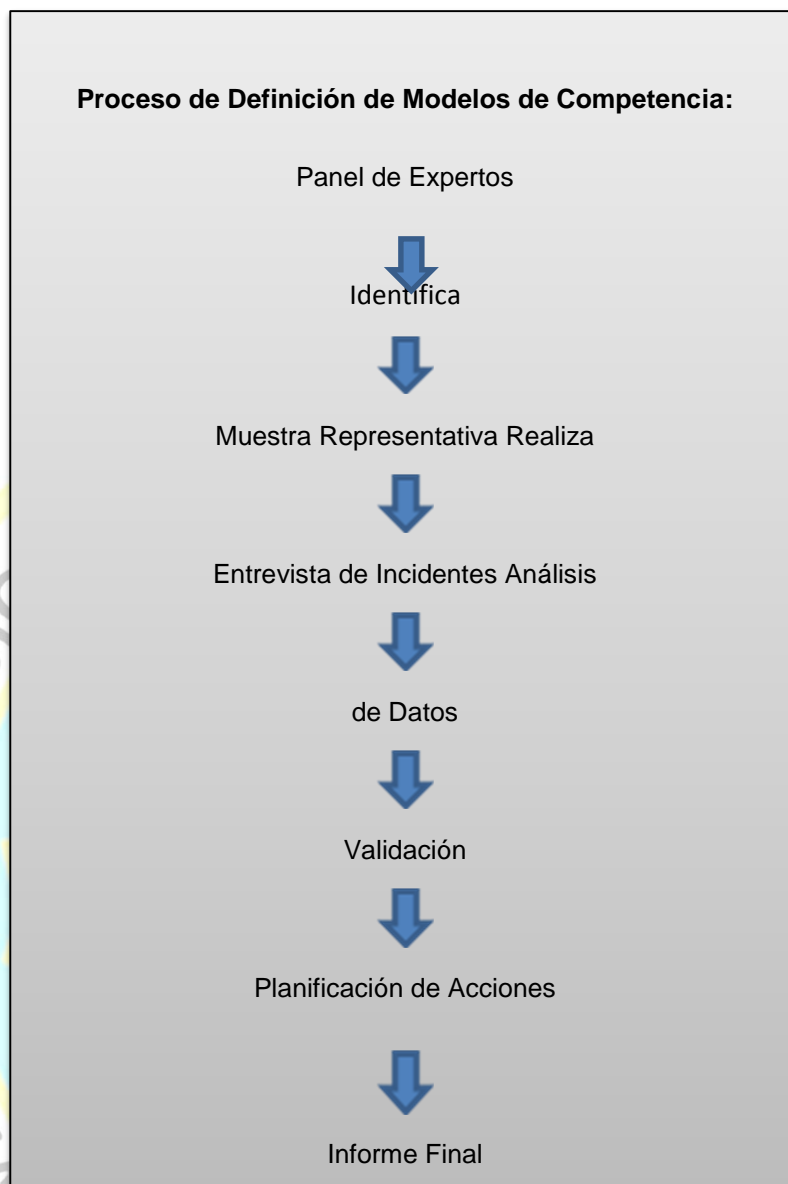 Proceso de Definición de Modelos de Competencia:
Panel de Expertos
Identifica
Muestra Representativa Realiza
Entrevista de Incidentes Análisis
de Datos
Validación
Planificación de Acciones
Informe Final